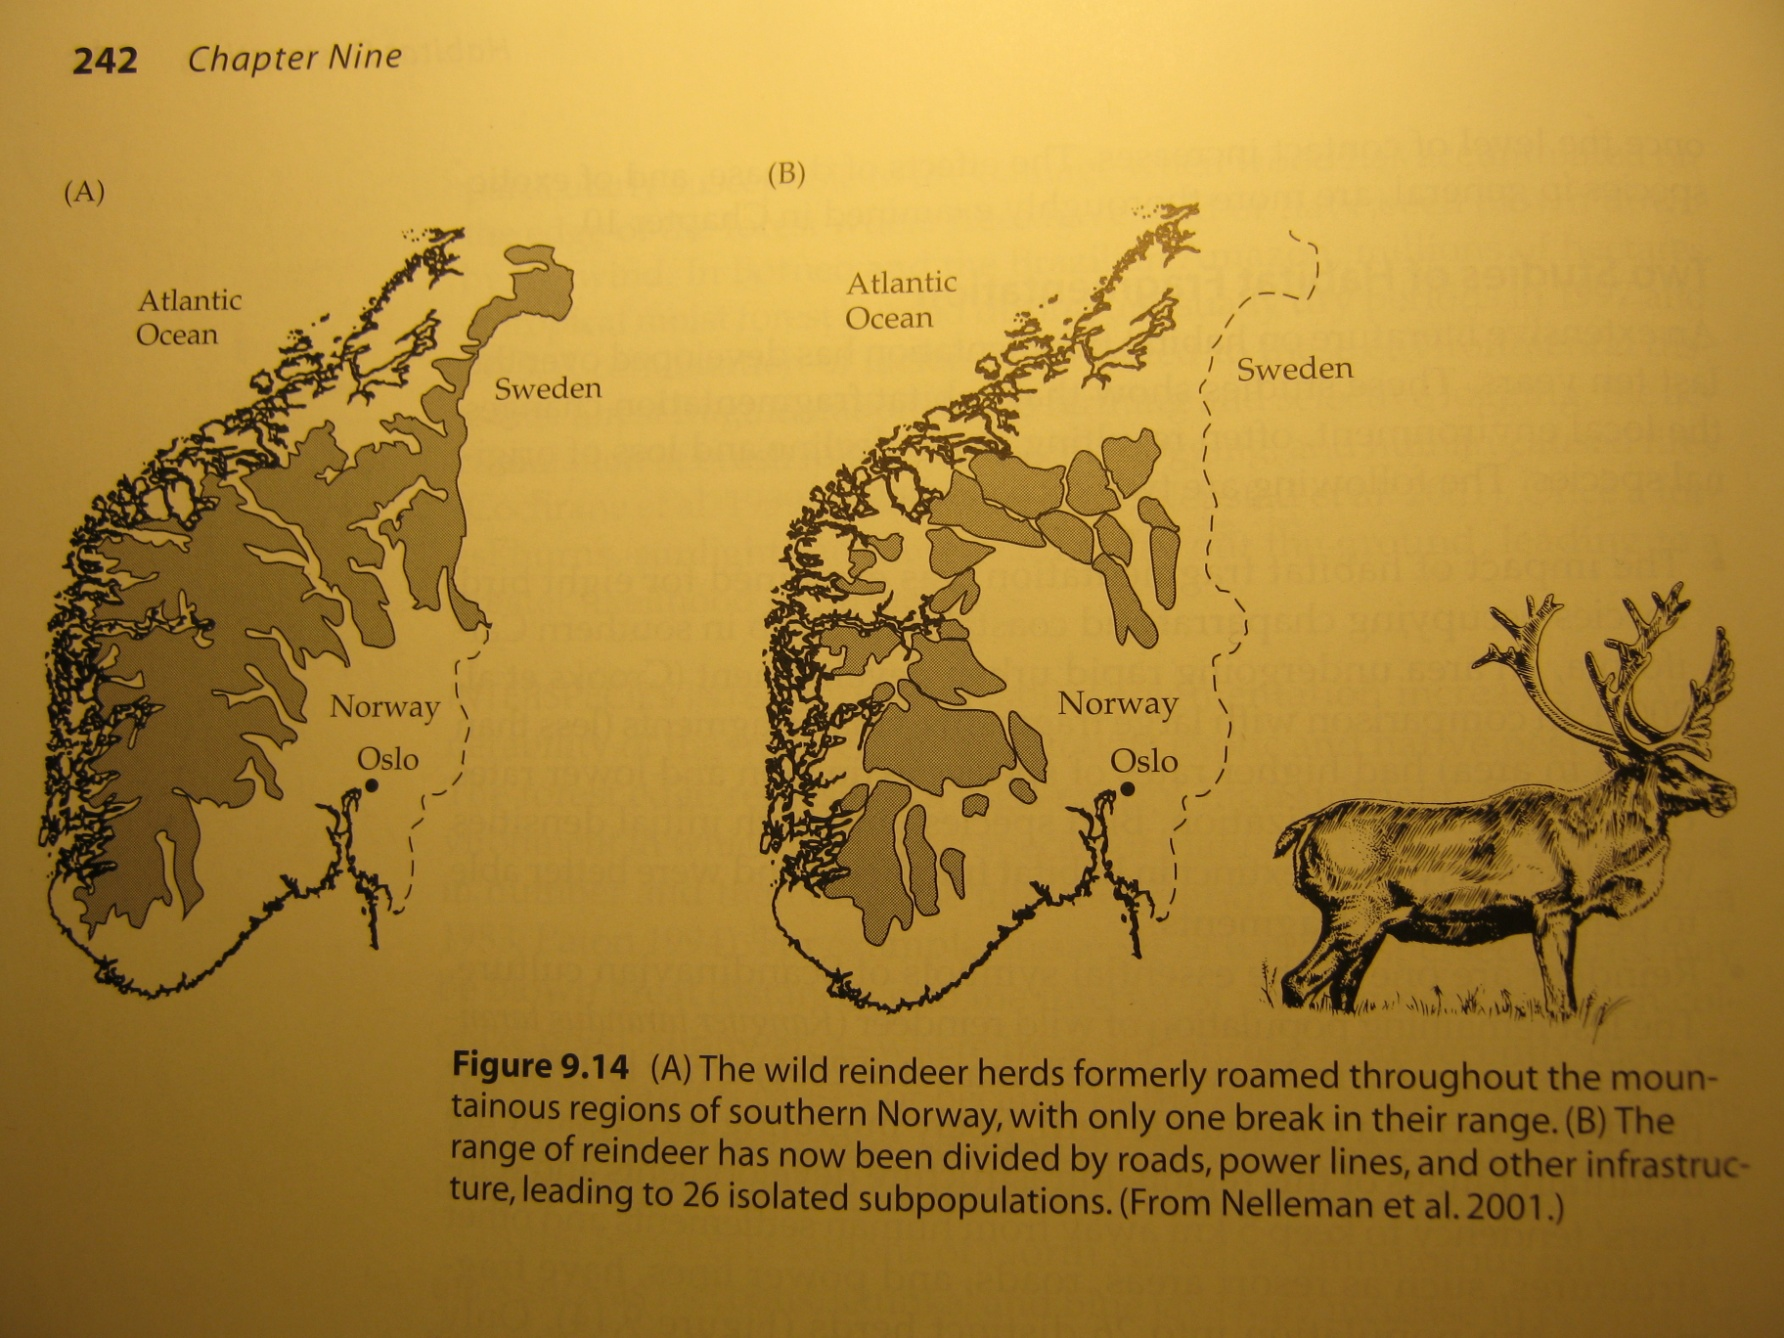 242 Chapter Nine
(A)
Atlantic
Ocean
Sweden
Norway
Oslo
(B)
Atlantic
Ocean
Sweden
Norway
Oslo
Figure 9.14 (A) The wild reindeer herds formerly roamed throughout the moun-
tainous regions of southern Norway, with only one break in their range. (B) The
range of reindeer has now been divided by roads, power lines, and other infrastruc-
ture, leading to 26 isolated subpopulations. (From Nelleman et al. 2001.)